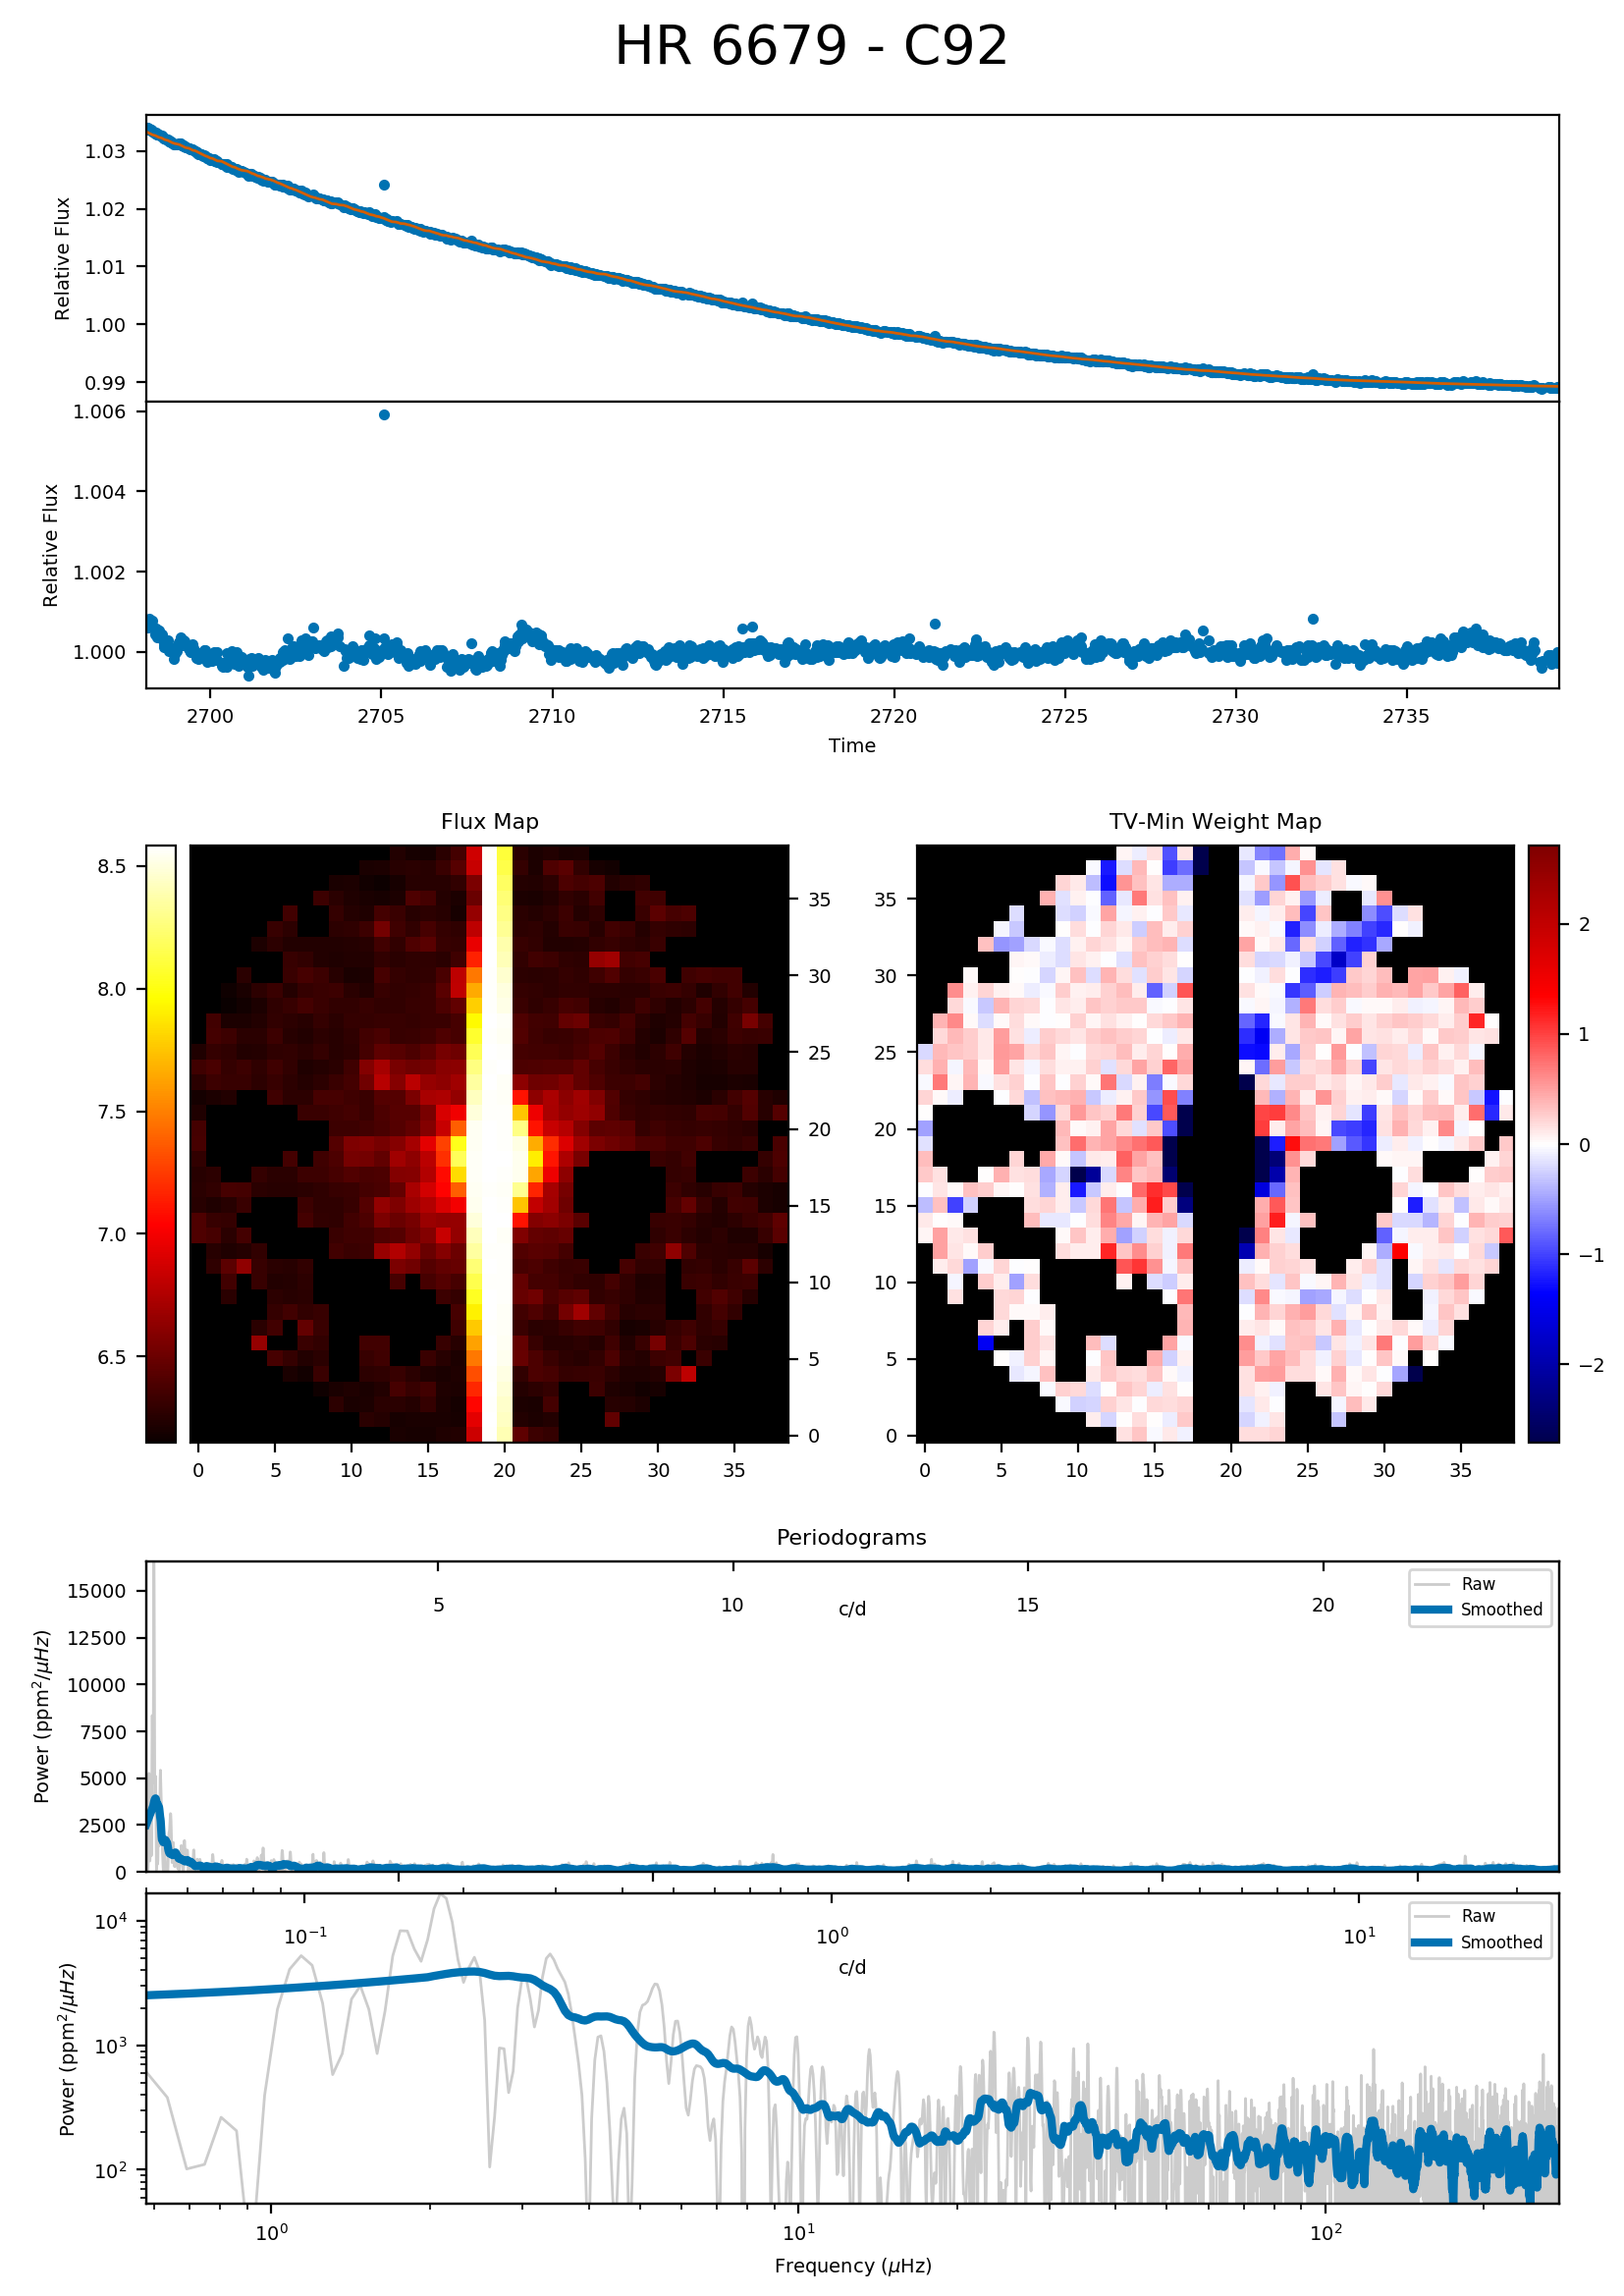 HR 6679 - C92
1.03
1.02
1.01
1.00
0.99
Relative Flux
1.006
1.004
1.002
1.000
Relative Flux
2700 2705 2710 2715 2720 2725 2730 2735
Time
Flux Map
8.5
8.0
7.5
7.0
6.5
35
30
25
20
15
10
5
0
0 5 10 15 20 25 30 35
TV-Min Weight Map
35
30
25
20
15
10
5
0
0 5 10 15 20 25 30 35
2
1
0
−1
−2
Periodograms
15000
12500
10000
7500
5000
2500
0
Power (ppm²/μHz)
5 10 15 20
c/d
Raw
Smoothed
10⁴
10³
10²
Power (ppm²/μHz)
10⁻¹ 10⁰ 10¹
c/d
Raw
Smoothed
10⁰ 10¹ 10²
Frequency (μHz)